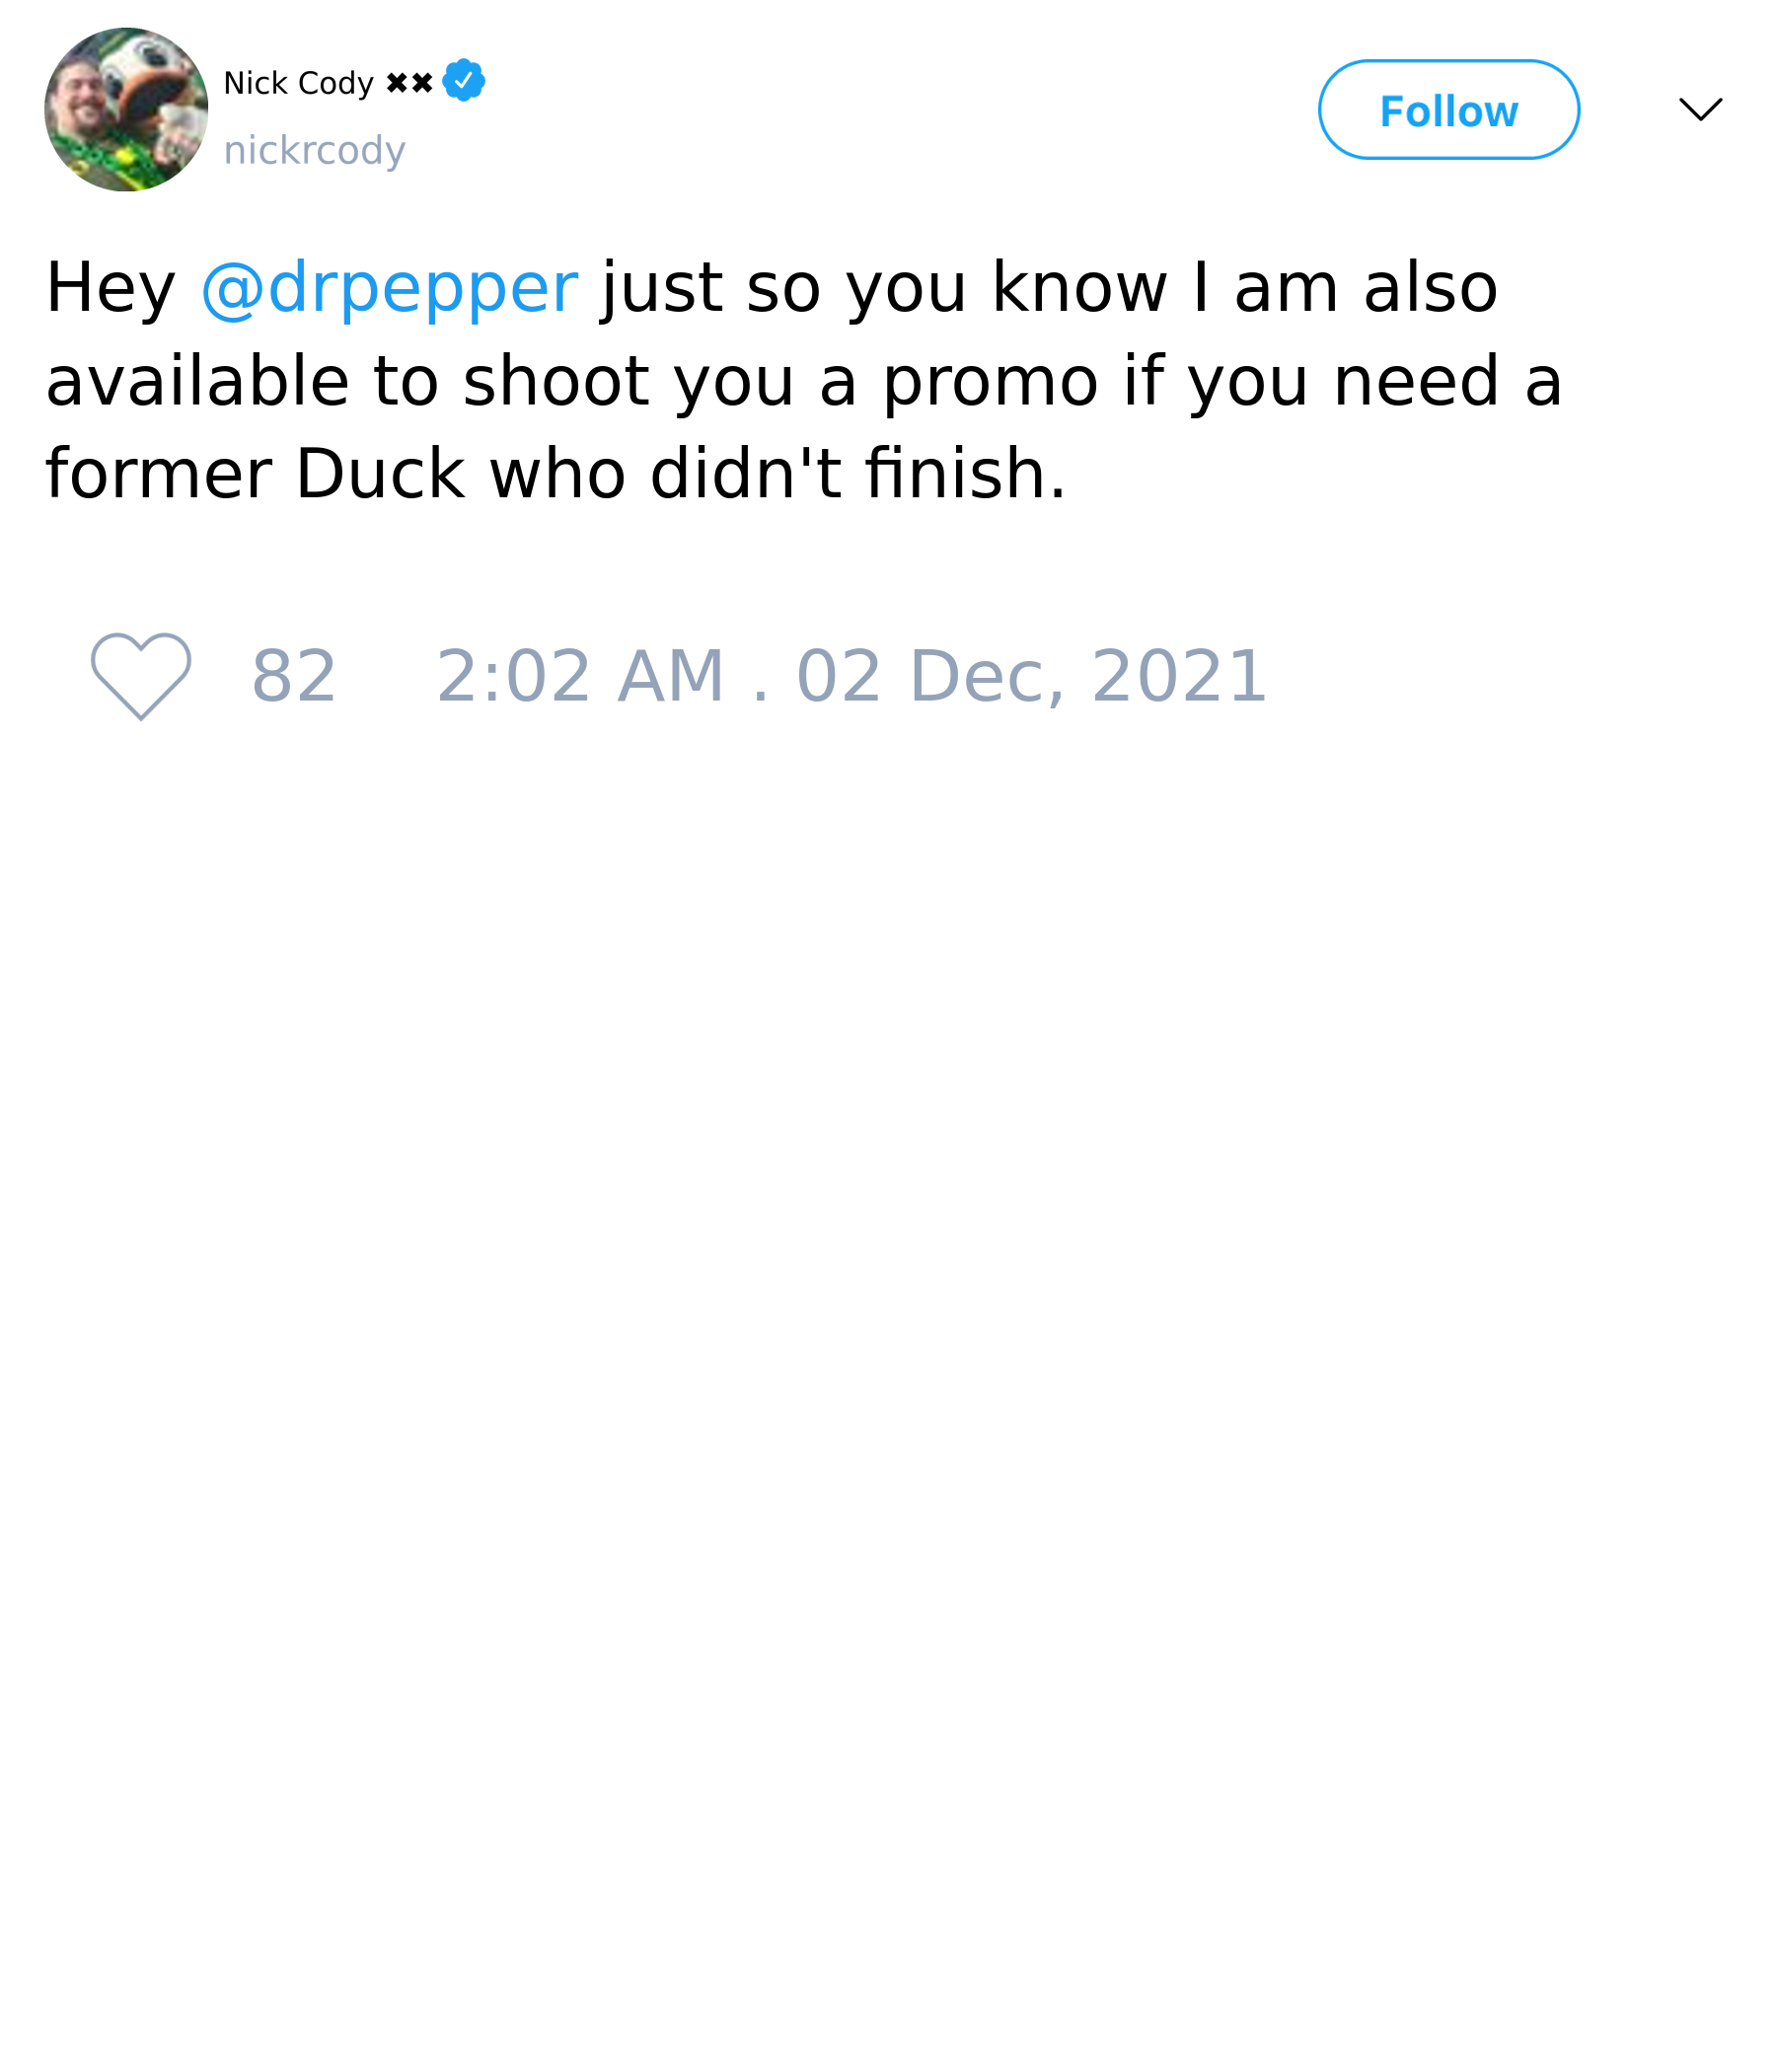 Nick Cody ✖✖
nickrcody
Follow
Hey @drpepper just so you know I am also
available to shoot you a promo if you need a
former Duck who didn't finish.
82 2:02 AM . 02 Dec, 2021